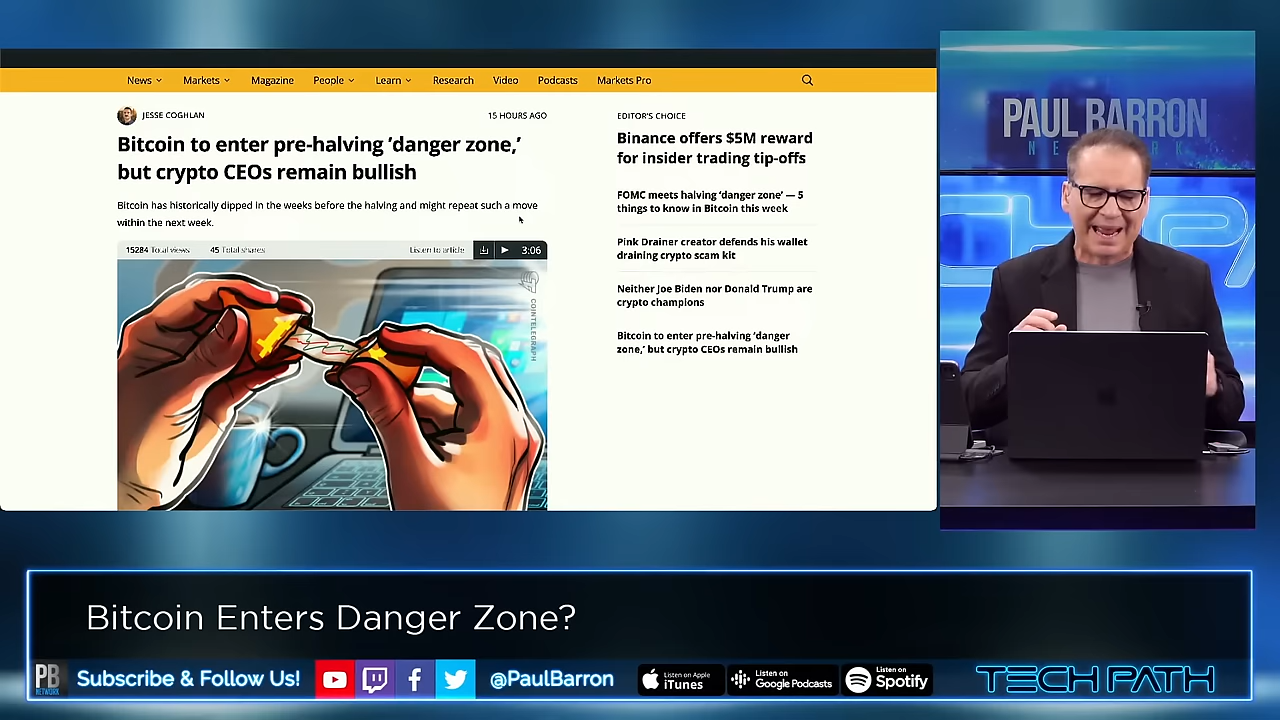 News
Markets
Magazine
People
Learn
Research
Video
Podcasts
Markets Pro
JESSE COGHLAN
15 HOURS AGO
Bitcoin to enter pre-halving 'danger zone,'
but crypto CEOs remain bullish
Bitcoin has historically dipped in the weeks before the halving and might repeat such a move
within the next week.
15284 Total views
45 Total shares
Listen to article
3:06
COINTELEGRAPH
EDITOR'S CHOICE
Binance offers $5M reward
for insider trading tip-offs
FOMC meets halving 'danger zone' — 5
things to know in Bitcoin this week
Pink Drainer creator defends his wallet
draining crypto scam kit
Neither Joe Biden nor Donald Trump are
crypto champions
Bitcoin to enter pre-halving 'danger
zone,' but crypto CEOs remain bullish
PAUL BARRON
NETWORK
Bitcoin Enters Danger Zone?
PB
NETWORK
Subscribe & Follow Us!
@PaulBarron
Listen on Apple
iTunes
Listen on
Google Podcasts
Listen on
Spotify
TECH PATH